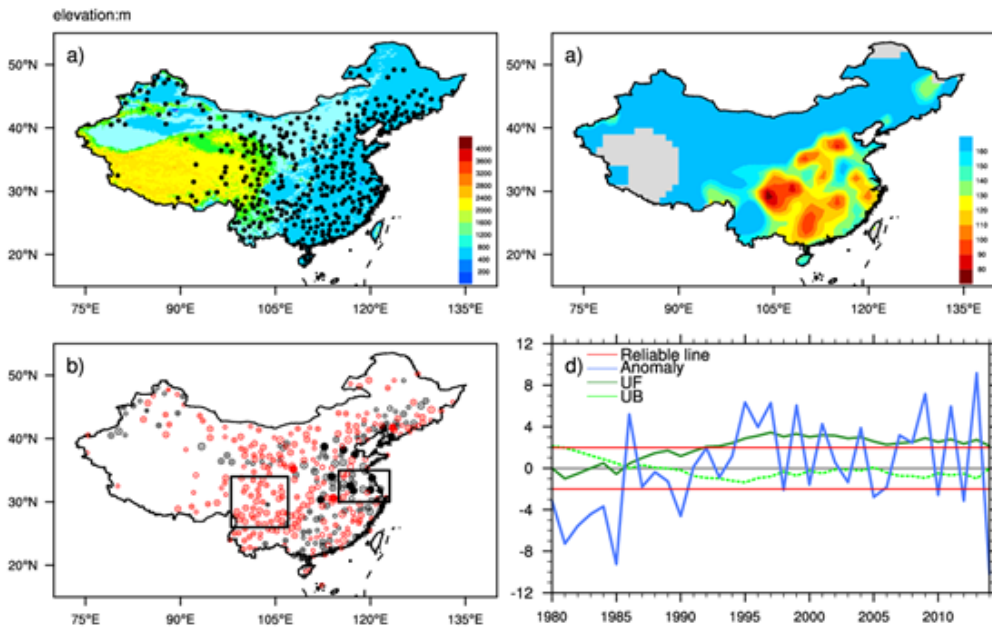 elevation:m
a)
50°N
40°N
30°N
20°N
4000
3600
3200
2800
2400
2000
1600
1200
800
400
200
75°E
90°E
105°E
120°E
135°E
a)
50°N
40°N
30°N
20°N
160
150
140
130
120
110
100
90
80
70
75°E
90°E
105°E
120°E
135°E
b)
50°N
40°N
30°N
20°N
75°E
90°E
105°E
120°E
135°E
d)
Reliable line
Anomaly
UF
UB
12
8
4
0
-4
-8
-12
1980
1985
1990
1995
2000
2005
2010